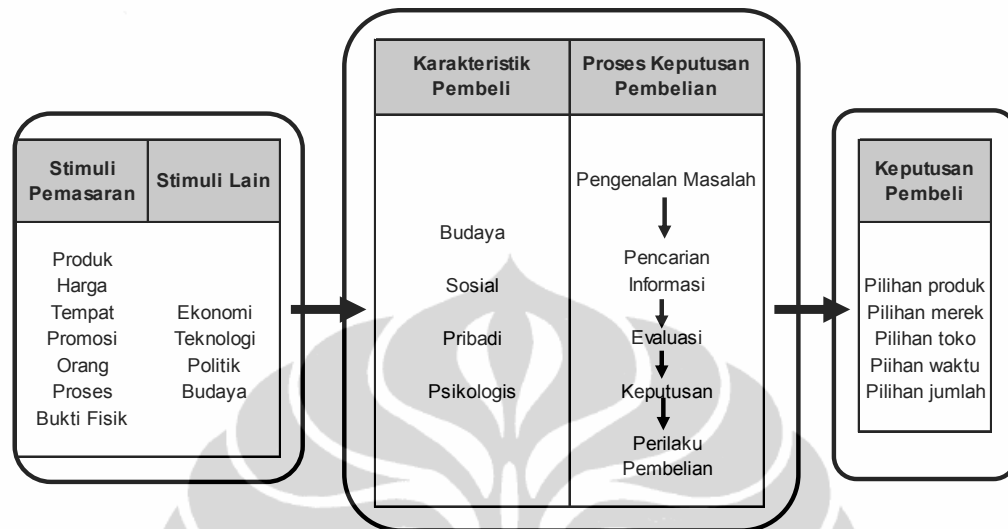 Stimuli
Pemasaran
Stimuli Lain
Produk
Harga
Tempat
Promosi
Orang
Proses
Bukti Fisik
Ekonomi
Teknologi
Politik
Budaya
Karakteristik
Pembeli
Budaya
Sosial
Pribadi
Psikologis
Proses Keputusan
Pembelian
Pengenalan Masalah
Pencarian
Informasi
Evaluasi
Keputusan
Perilaku
Pembelian
Keputusan
Pembeli
Pilihan produk
Pilihan merek
Pilihan toko
Piihan waktu
Pilihan jumlah